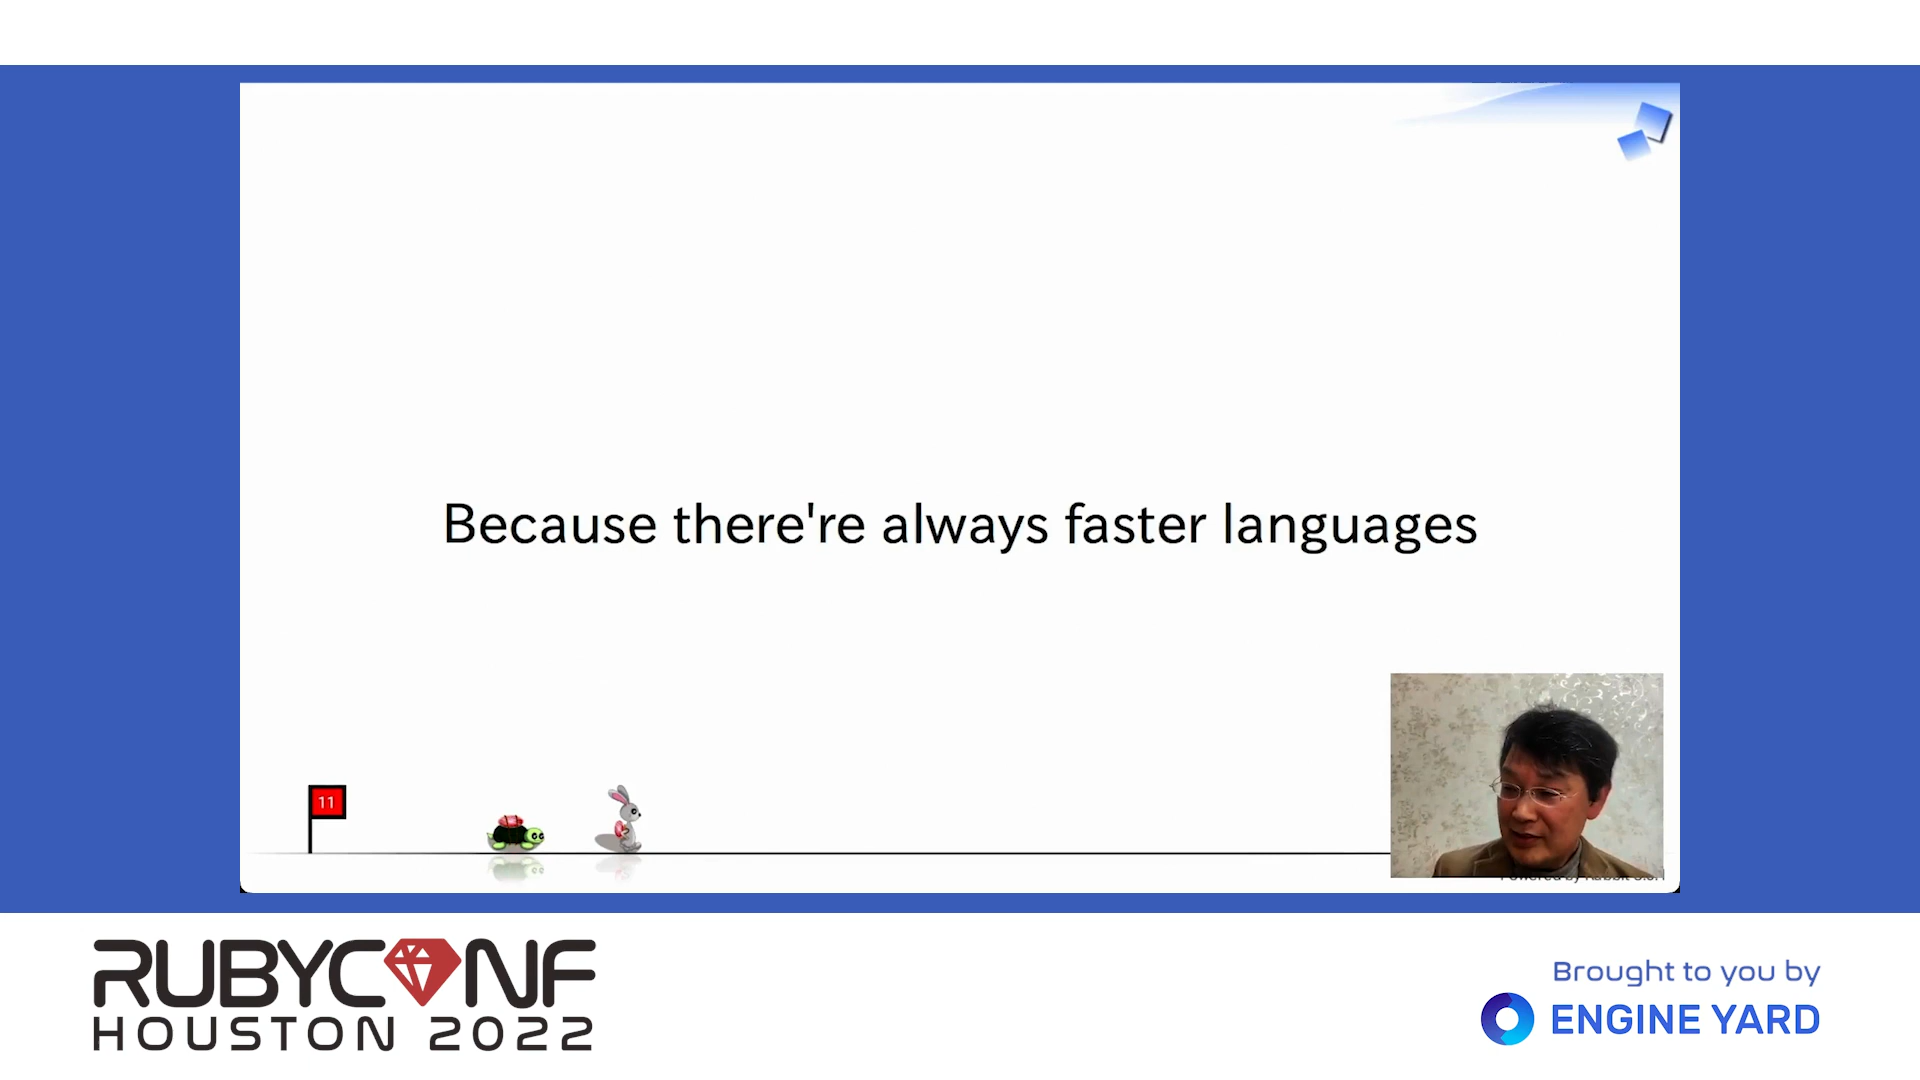 Because there're always faster languages
11
RUBYCONF
HOUSTON 2022
Brought to you by
ENGINE YARD